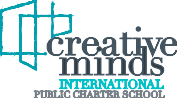 creative
minds
INTERNATIONAL
PUBLIC CHARTER SCHOOL